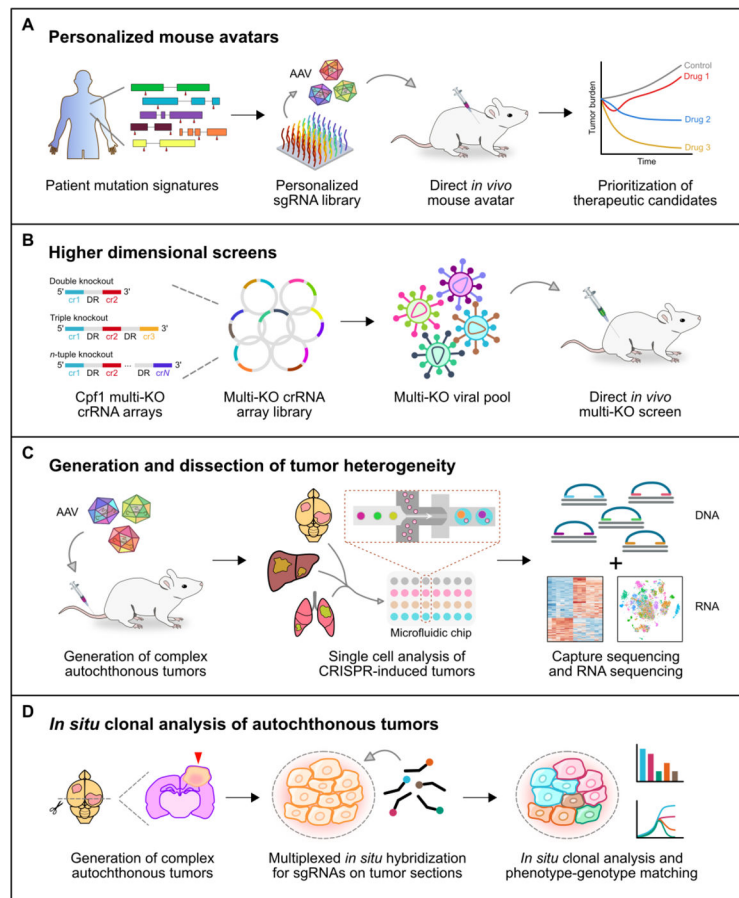 A
Personalized mouse avatars
AAV
Control
Drug 1
Drug 2
Drug 3
Tumor burden
Time
Patient mutation signatures
Personalized
sgRNA library
Direct in vivo
mouse avatar
Prioritization of
therapeutic candidates
B
Higher dimensional screens
Double knockout
5' 3'
cr1 DR cr2
Triple knockout
5' 3'
cr1 DR cr2 DR cr3
n-tuple knockout
5' ... 3'
cr1 DR cr2 DR crN
Cpf1 multi-KO
crRNA arrays
Multi-KO crRNA
array library
Multi-KO viral pool
Direct in vivo
multi-KO screen
C
Generation and dissection of tumor heterogeneity
AAV
Microfluidic chip
DNA
+
RNA
Generation of complex
autochthonous tumors
Single cell analysis of
CRISPR-induced tumors
Capture sequencing
and RNA sequencing
D
In situ clonal analysis of autochthonous tumors
Generation of complex
autochthonous tumors
Multiplexed in situ hybridization
for sgRNAs on tumor sections
In situ clonal analysis and
phenotype-genotype matching